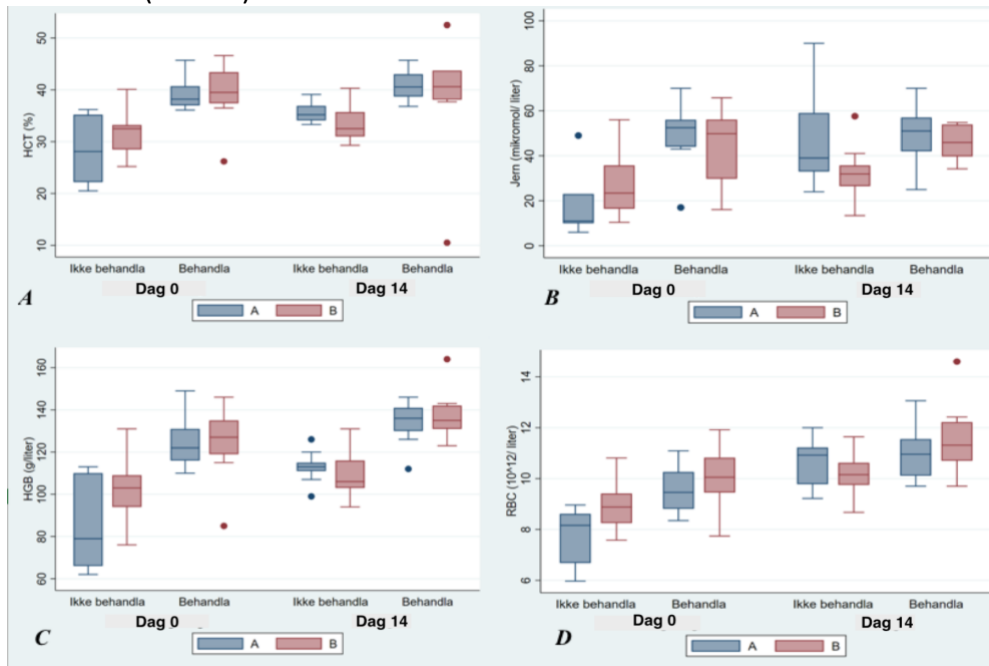 HCT (%)
50
40
30
20
10
Ikke behandla Behandla Ikke behandla Behandla
Dag 0 Dag 14
A
A B
Jern (mikromol/ liter)
100
80
60
40
20
0
Ikke behandla Behandla Ikke behandla Behandla
Dag 0 Dag 14
B
A B
HGB (g/liter)
160
140
120
100
80
60
Ikke behandla Behandla Ikke behandla Behandla
Dag 0 Dag 14
C
A B
RBC (10^12/ liter)
14
12
10
8
6
Ikke behandla Behandla Ikke behandla Behandla
Dag 0 Dag 14
D
A B